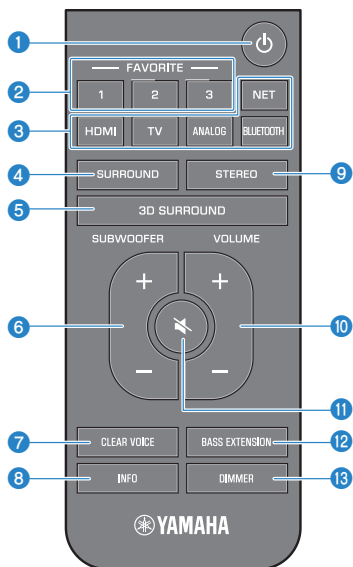 1
FAVORITE
2
1 2 3 NET
3
HDMI TV ANALOG BLUETOOTH
4 SURROUND STEREO 9
5 3D SURROUND
SUBWOOFER VOLUME
+ +
6 10
− −
11
7 CLEAR VOICE BASS EXTENSION 12
8 INFO DIMMER 13
YAMAHA